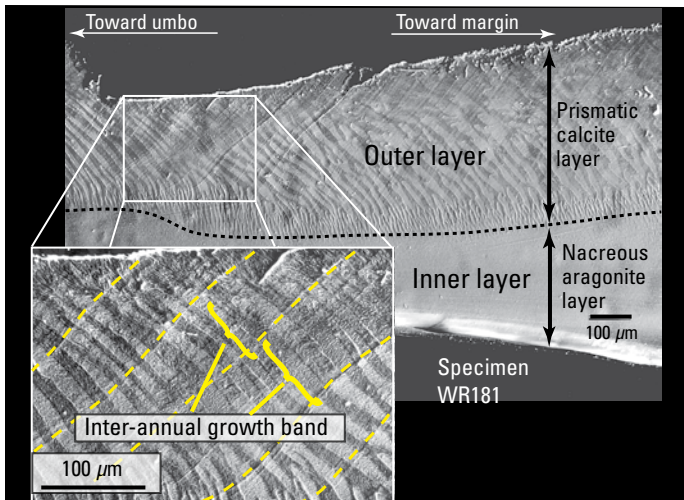 Toward umbo
Toward margin
Prismatic
calcite
layer
Outer layer
Nacreous
aragonite
layer
Inner layer
100 µm
Specimen
WR181
Inter-annual growth band
100 µm